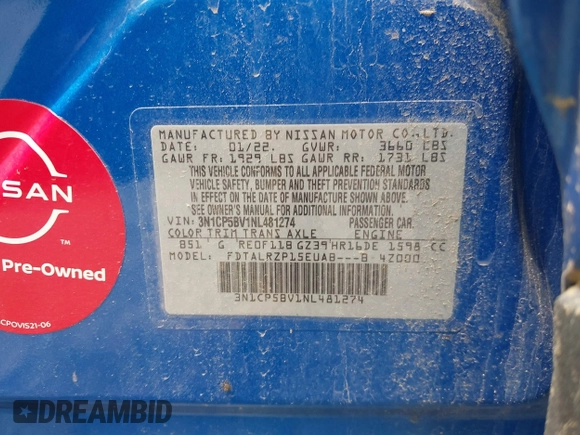 MANUFACTURED BY NISSAN MOTOR CO.,LTD.
DATE: 01/22. GVWR: 3660 LBS
GAWR FR: 1929 LBS GAWR RR: 1731 LBS
THIS VEHICLE CONFORMS TO ALL APPLICABLE FEDERAL MOTOR
VEHICLE SAFETY, BUMPER AND THEFT PREVENTION STANDARDS
IN EFFECT ON THE DATE OF MANUFACTURE SHOWN ABOVE.
SEE OWNER'S MANUAL FOR ADDITIONAL INFORMATION.
VIN: 3N1CP5BV1NL481274 PASSENGER CAR.
COLOR TRIM TRANS AXLE ENGINE
B51 G RE0F11B GZ39 HR16DE 1598 CC
MODEL: FDTALRZP15EUAB---B 4Z000
3N1CP5BV1NL481274
SSAN
Pre-Owned
CPOVIS21-06
DREAMBID